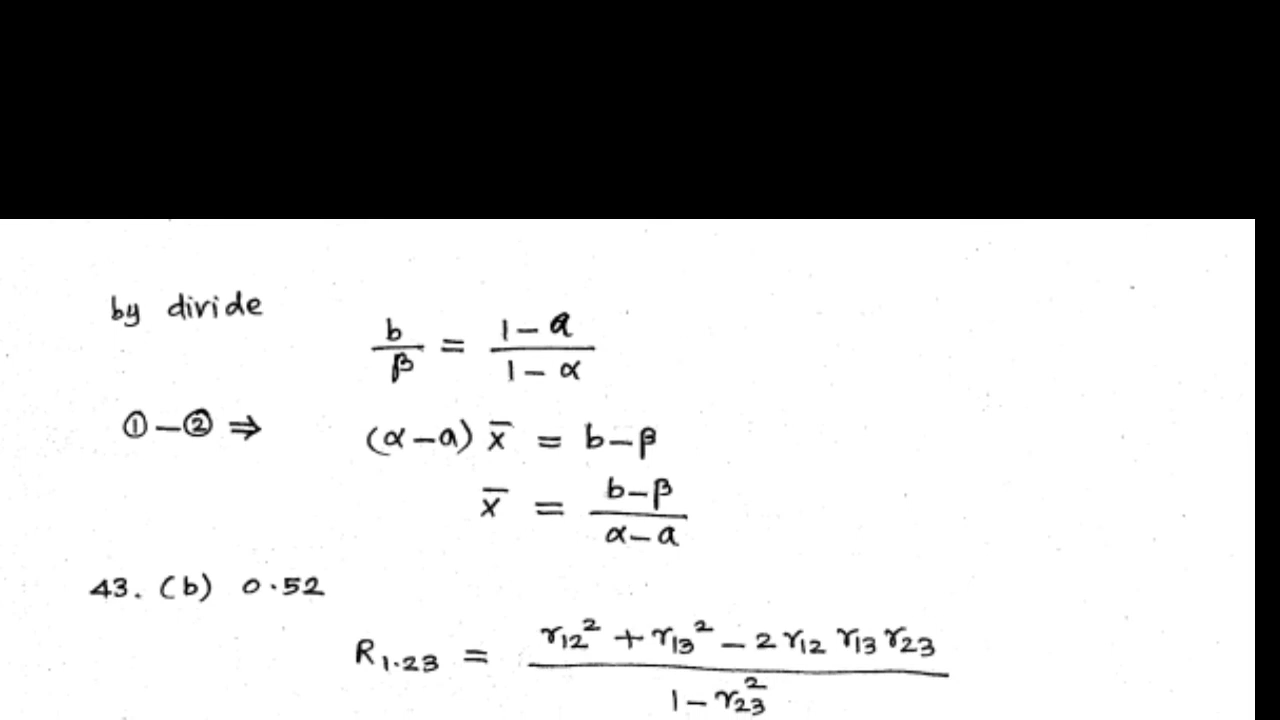 by divide
b/β = 1-a/1-α
①-② ⇒ (α-a) x̄ = b-β
x̄ = b-β/α-a
43. (b) 0.52
R₁.₂₃ = r₁₂² + r₁₃² - 2 r₁₂ r₁₃ r₂₃/1 - r₂₃²